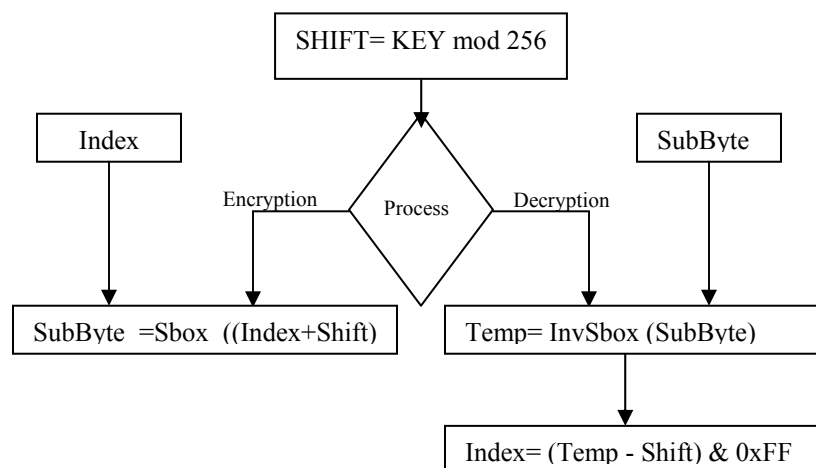 SHIFT= KEY mod 256
Index
SubByte
Encryption
Process
Decryption
SubByte =Sbox ((Index+Shift)
Temp= InvSbox (SubByte)
Index= (Temp - Shift) & 0xFF